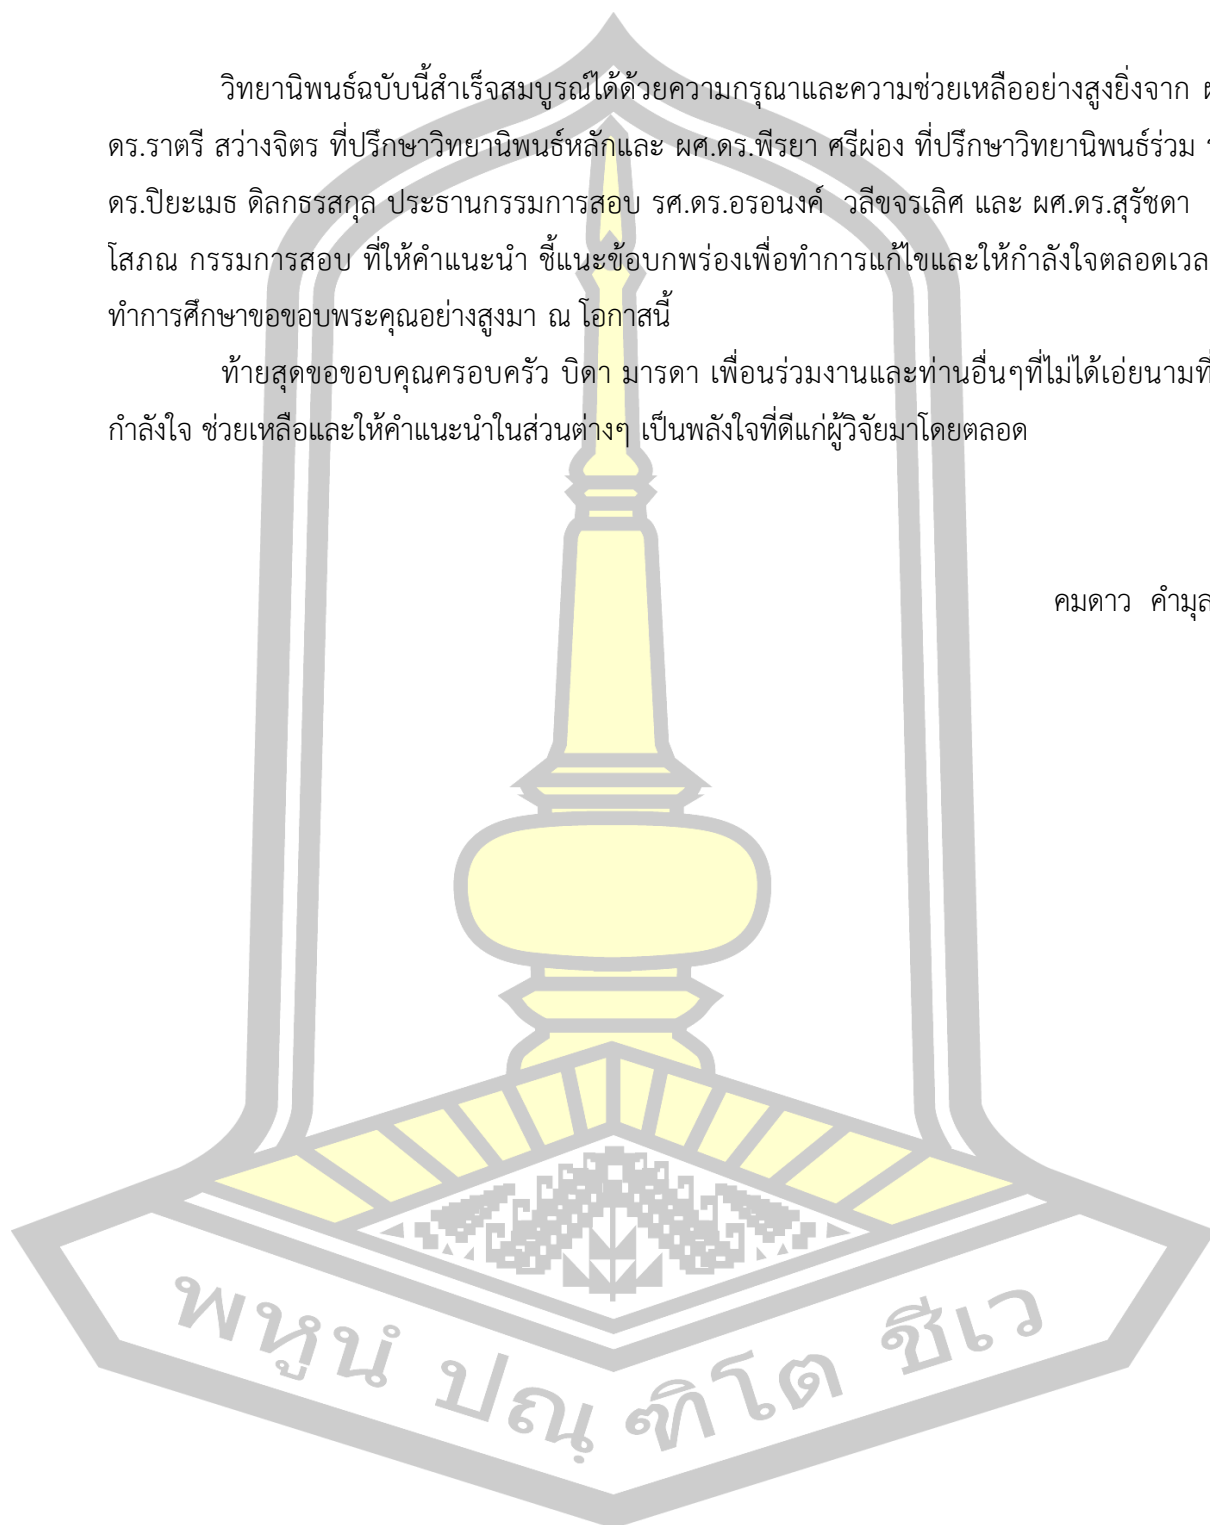 วิทยานิพนธ์ฉบับนี้สำเร็จสมบูรณ์ได้ด้วยความกรุณาและความช่วยเหลืออย่างสูงยิ่งจาก
ดร.ราตรี สว่างจิตร ที่ปรึกษาวิทยานิพนธ์หลักและ ผศ.ดร.พีรยา ศรีผ่อง ที่ปรึกษาวิทยานิพนธ์ร่วม
ดร.ปิยะเมธ ดิลกธรสกุล ประธานกรรมการสอบ รศ.ดร.อรอนงค์ วลีขจรเลิศ และ ผศ.ดร.สุรัชดา
โสภณ กรรมการสอบ ที่ให้คำแนะนำ ชี้แนะข้อบกพร่องเพื่อทำการแก้ไขและให้กำลังใจตลอดเวล
ทำการศึกษาขอขอบพระคุณอย่างสูงมา ณ โอกาสนี้
ท้ายสุดขอขอบคุณครอบครัว บิดา มารดา เพื่อนร่วมงานและท่านอื่นๆที่ไม่ได้เอ่ยนามที่
กำลังใจ ช่วยเหลือและให้คำแนะนำในส่วนต่างๆ เป็นพลังใจที่ดีแก่ผู้วิจัยมาโดยตลอด
คมดาว คำมุล
พหูนํ ปณฺฑิโต ชีเว